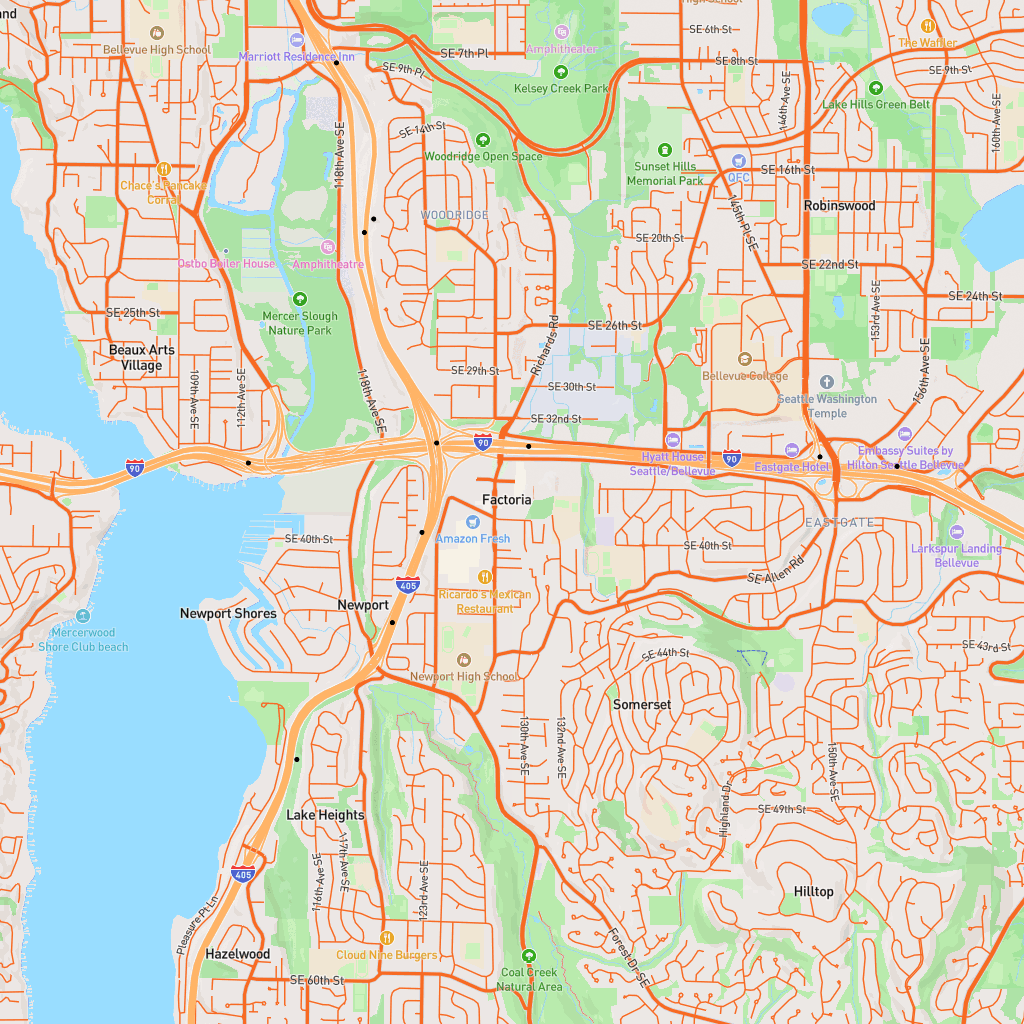 Bellevue High School
Marriott Residence Inn
SE 7th Pl
SE 9th Pl
Amphitheater
High School
SE 6th St
The Waffler
SE 8th St
SE 9th St
Kelsey Creek Park
Lake Hills Green Belt
146th Ave SE
160th Ave SE
118th Ave SE
SE 14th St
Woodridge Open Space
Sunset Hills
Memorial Park
QFC
SE 16th St
Chace's Pancake
Corral
WOODRIDGE
145th Pl SE
Robinswood
SE 20th St
Ostbo Boiler House
Amphitheatre
SE 22nd St
SE 24th St
Mercer Slough
Nature Park
SE 25th St
SE 26th St
Richards Rd
153rd Ave SE
156th Ave SE
Beaux Arts
Village
109th Ave SE
112th Ave SE
118th Ave SE
SE 29th St
SE 30th St
Bellevue College
Seattle Washington
Temple
SE 32nd St
90
90
90
Hyatt House
Seattle/Bellevue
Eastgate Hotel
Embassy Suites by
Hilton Seattle Bellevue
Factoria
Amazon Fresh
EASTGATE
SE 40th St
SE 40th St
Larkspur Landing
Bellevue
SE Allen Rd
405
Ricardo's Mexican
Restaurant
Newport
Newport Shores
Mercerwood
Shore Club beach
SE 43rd St
SE 44th St
Newport High School
Somerset
130th Ave SE
132nd Ave SE
150th Ave SE
Highland Dr
SE 49th St
Lake Heights
117th Ave SE
116th Ave SE
123rd Ave SE
405
Hilltop
Pleasure Pt Ln
Hazelwood
Cloud Nine Burgers
Forest Dr SE
Coal Creek
Natural Area
SE 60th St